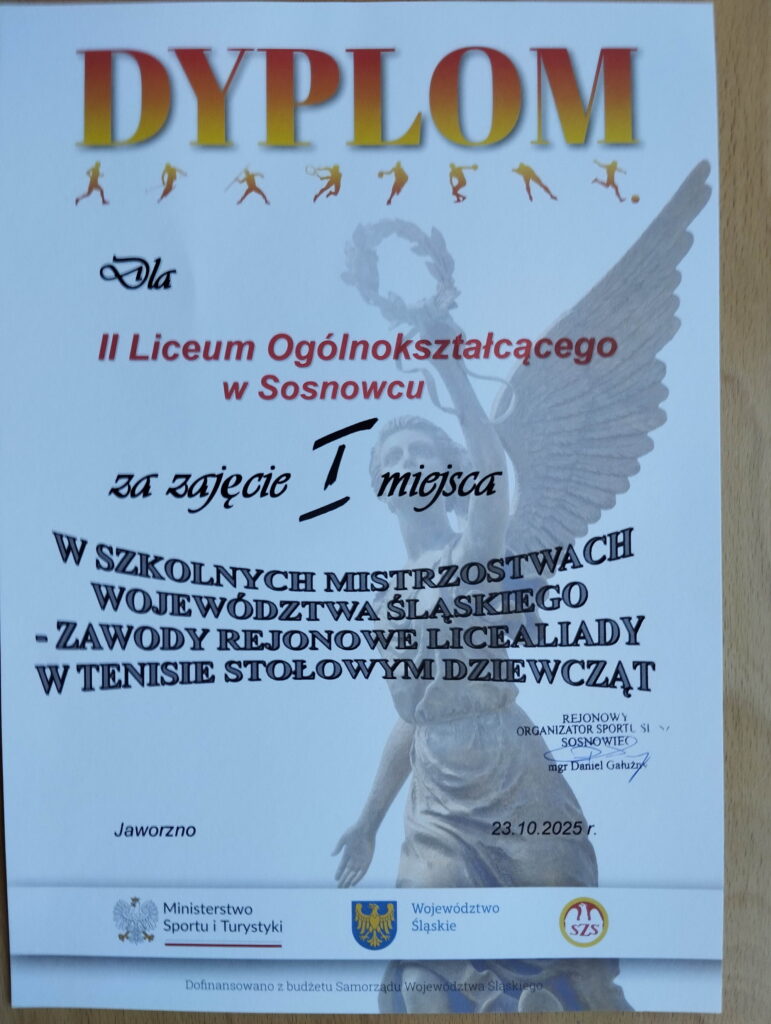 DYPLOM
Dla
II Liceum Ogólnokształcącego
w Sosnowcu
za zajęcie I miejsca
W SZKOLNYCH MISTRZOSTWACH
WOJEWÓDZTWA ŚLĄSKIEGO
- ZAWODY REJONOWE LICEALIADY
W TENISIE STOŁOWYM DZIEWCZĄT
REJONOWY
ORGANIZATOR
SOSNOWIEC
mgr Daniel
Jaworzno
23.10.2025 r.
Ministerstwo
Sportu i Turystyki
Województwo
Śląskie
SZS
Dofinansowano z budżetu Samorządu Województwa Śląskiego